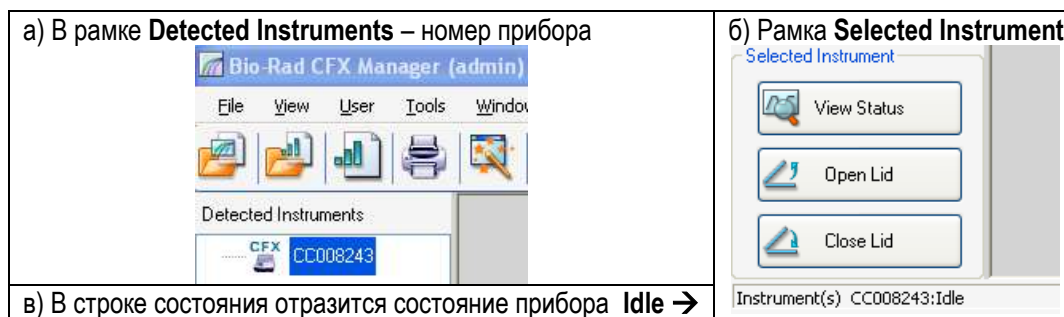 а) В рамке Detected Instruments – номер прибора
Bio-Rad CFX Manager (admin)
File View User Tools Window
Detected Instruments
CFX CC008243
в) В строке состояния отразится состояние прибора Idle →
б) Рамка Selected Instrument
Selected Instrument
View Status
Open Lid
Close Lid
Instrument(s) CC008243:Idle